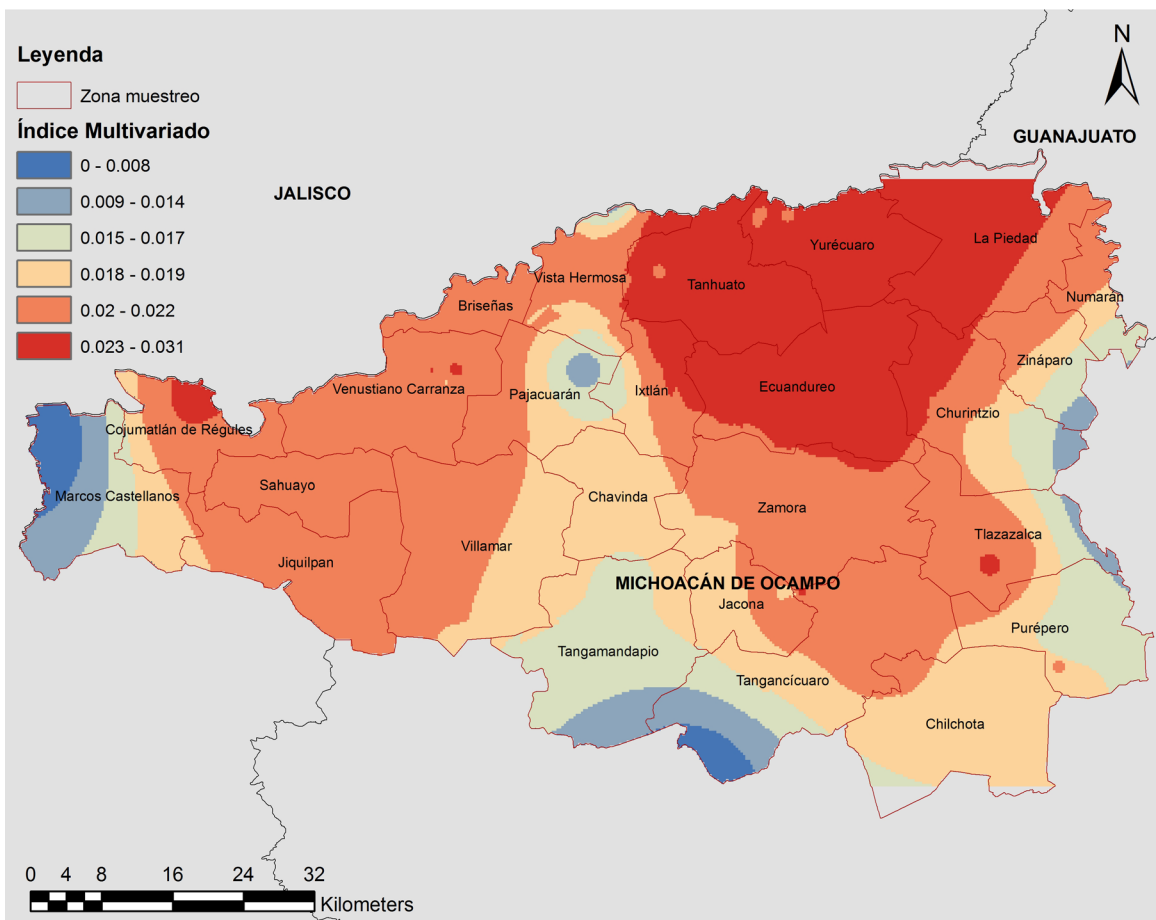 Leyenda
Zona muestreo
Índice Multivariado
0 - 0.008
0.009 - 0.014
0.015 - 0.017
0.018 - 0.019
0.02 - 0.022
0.023 - 0.031
N
GUANAJUATO
JALISCO
Yurécuaro
La Piedad
Vista Hermosa
Tanhuato
Numarán
Briseñas
Zináparo
Venustiano Carranza
Pajacuarán
Ixtlán
Ecuandureo
Churintzio
Cojumatlán de Régules
Sahuayo
Marcos Castellanos
Chavinda
Zamora
Tlazazalca
Villamar
Jiquilpan
MICHOACÁN DE OCAMPO
Jacona
Purépero
Tangamandapio
Tangancícuaro
Chilchota
0 4 8 16 24 32
Kilometers